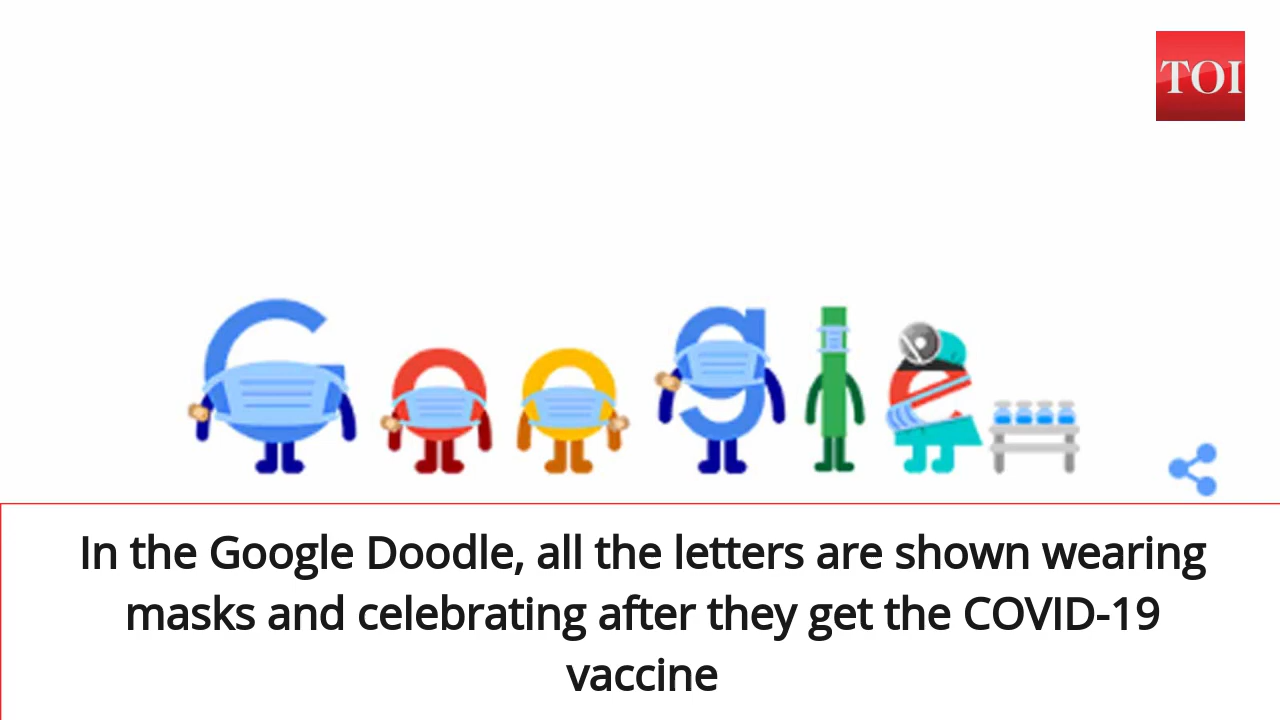 TOI
Google
In the Google Doodle, all the letters are shown wearing
masks and celebrating after they get the COVID-19
vaccine